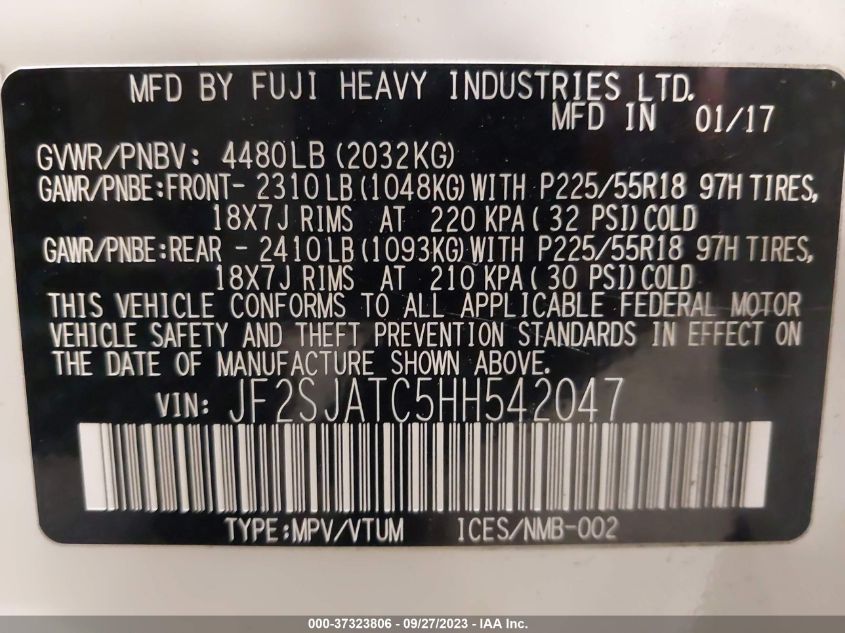 MFD BY FUJI HEAVY INDUSTRIES LTD.
MFD IN 01/17
GVWR/PNBV: 4480LB (2032KG)
GAWR/PNBE:FRONT- 2310LB (1048KG) WITH P225/55R18 97H TIRES,
18X7J RIMS AT 220 KPA ( 32 PSI) COLD
GAWR/PNBE:REAR - 2410LB (1093KG) WITH P225/55R18 97H TIRES,
18X7J RIMS AT 210 KPA ( 30 PSI) COLD
THIS VEHICLE CONFORMS TO ALL APPLICABLE FEDERAL MOTOR
VEHICLE SAFETY AND THEFT PREVENTION STANDARDS IN EFFECT ON
THE DATE OF MANUFACTURE SHOWN ABOVE.
VIN: JF2SJATC5HH542047
TYPE:MPV/VTUM ICES/NMB-002
000-37323806 - 09/27/2023 - IAA Inc.